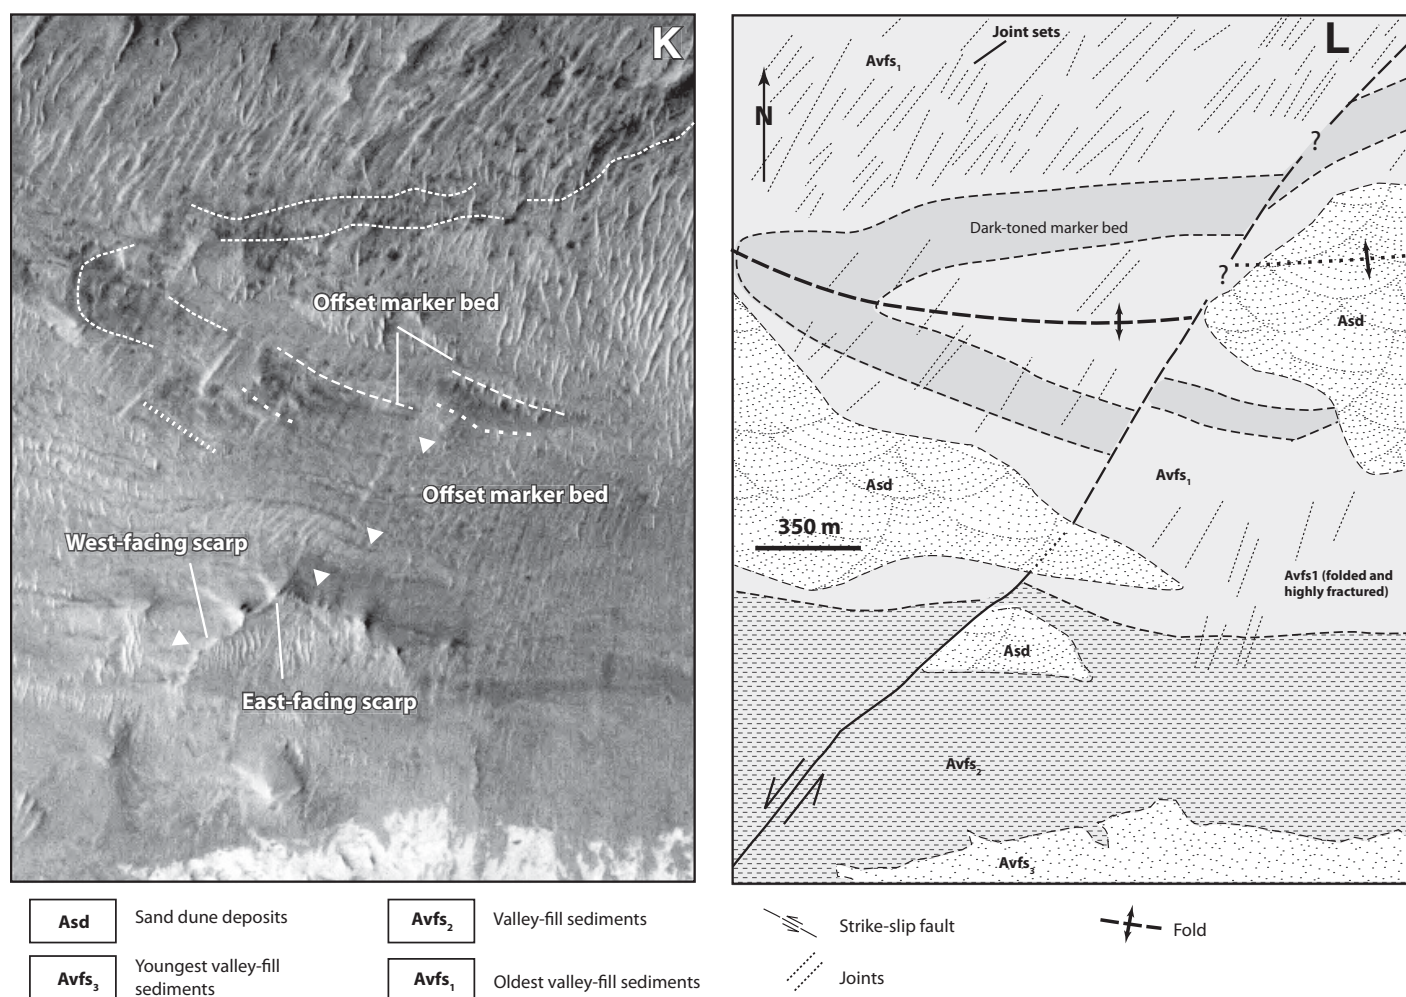 K
Offset marker bed
Offset marker bed
West-facing scarp
East-facing scarp
L
Joint sets
Avfs₁
N
?
Dark-toned marker bed
?
Asd
Avfs₁
Asd
350 m
Avfs1 (folded and
highly fractured)
Asd
Avfs₂
Avfs₃
Asd
Sand dune deposits
Avfs₂
Valley-fill sediments
Strike-slip fault
Fold
Avfs₃
Youngest valley-fill
sediments
Avfs₁
Oldest valley-fill sediments
Joints